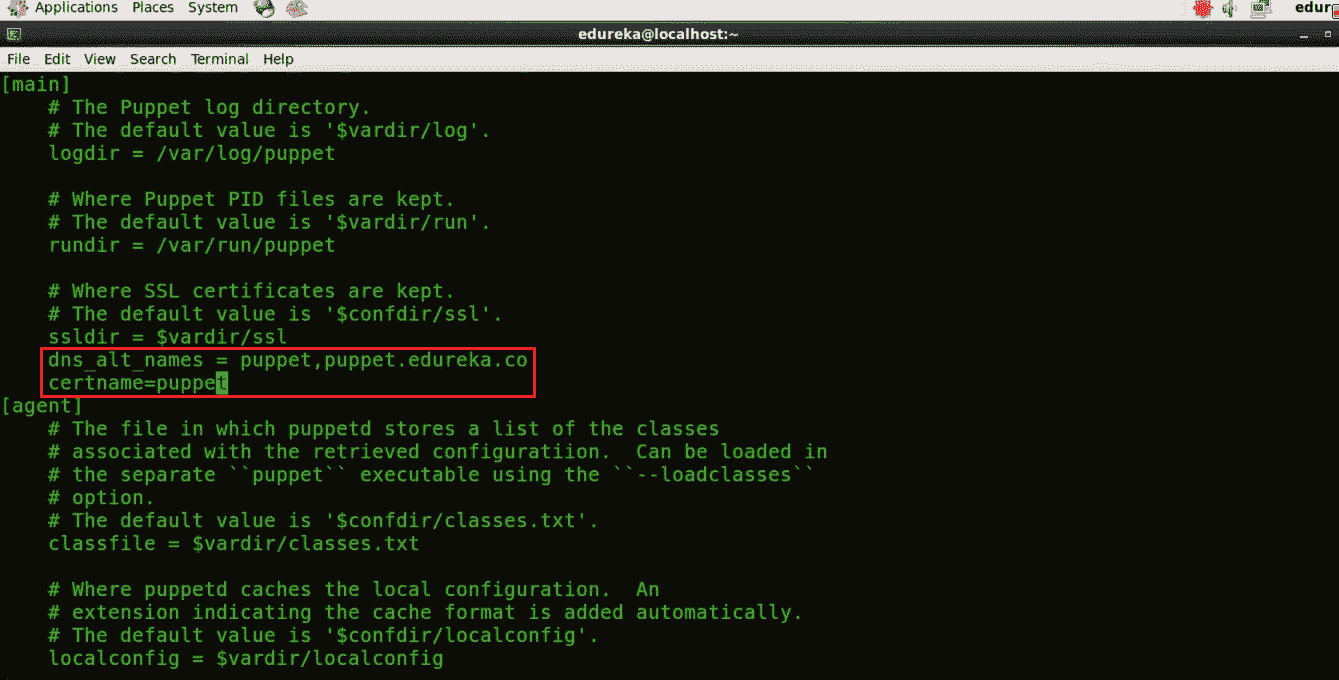 Applications Places System
edur
edureka@localhost:~
File Edit View Search Terminal Help
[main]
# The Puppet log directory.
# The default value is '$vardir/log'.
logdir = /var/log/puppet
# Where Puppet PID files are kept.
# The default value is '$vardir/run'.
rundir = /var/run/puppet
# Where SSL certificates are kept.
# The default value is '$confdir/ssl'.
ssldir = $vardir/ssl
dns_alt_names = puppet,puppet.edureka.co
certname=puppet
[agent]
# The file in which puppetd stores a list of the classes
# associated with the retrieved configuratiion.  Can be loaded in
# the separate ``puppet`` executable using the ``--loadclasses``
# option.
# The default value is '$confdir/classes.txt'.
classfile = $vardir/classes.txt
# Where puppetd caches the local configuration.  An
# extension indicating the cache format is added automatically.
# The default value is '$confdir/localconfig'.
localconfig = $vardir/localconfig